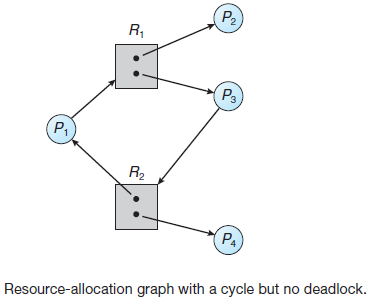 P2
R1
P3
P1
R2
P4
Resource-allocation graph with a cycle but no deadlock.